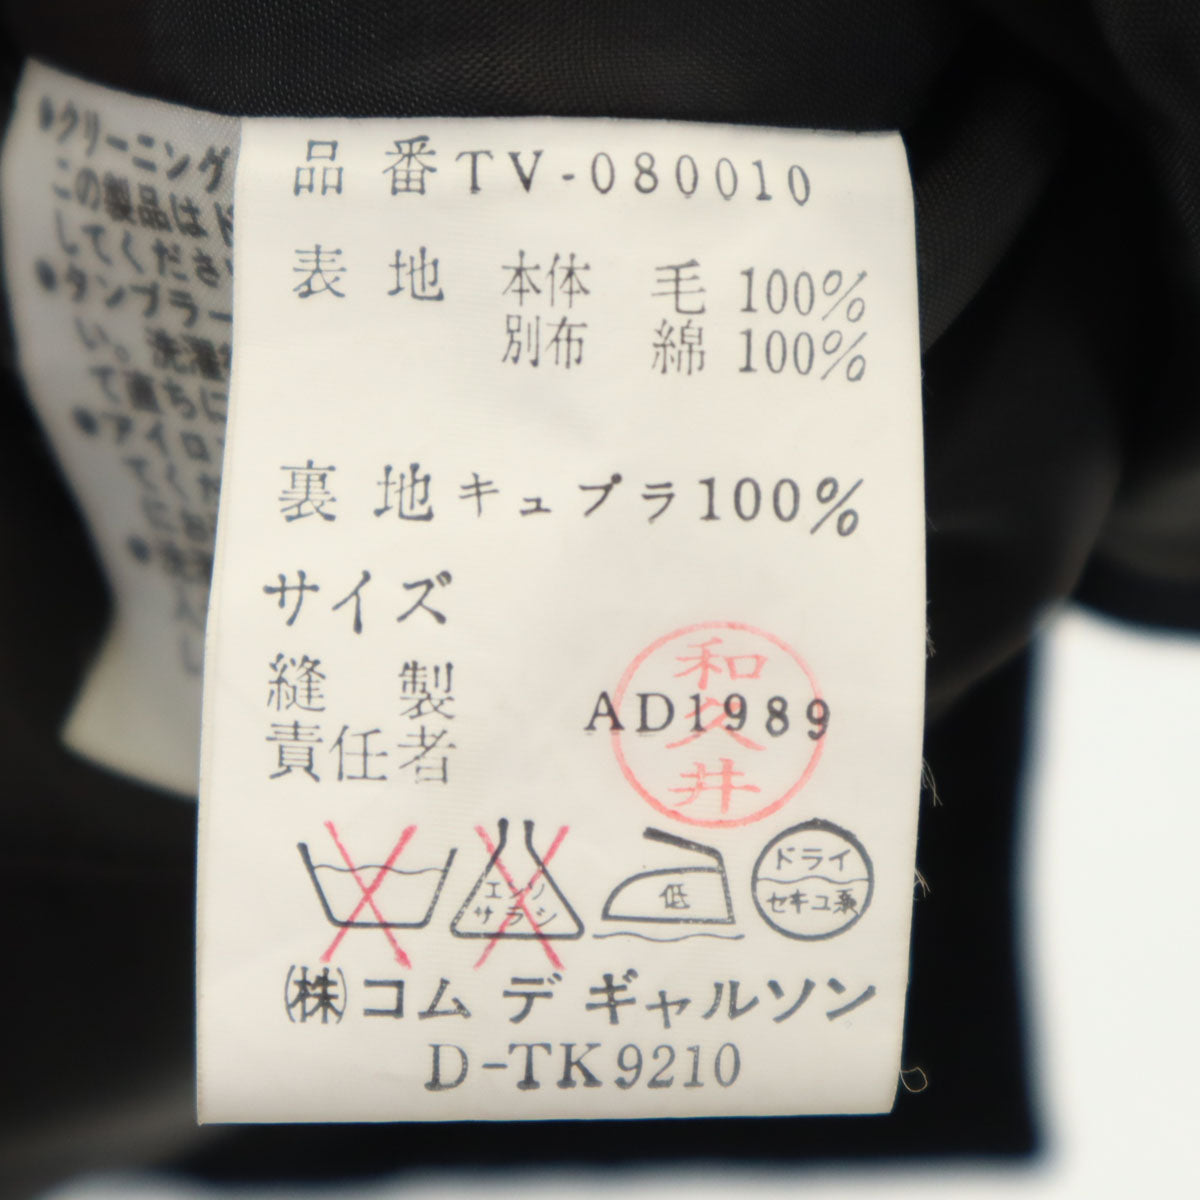 品番 TV-080010
表地 本体 毛 100%
別布 綿 100%
裏地 キュプラ 100%
サイズ
縫製
責任者
AD1989
和久井
エンソ
サラシ
低
ドライ
セキユ系
㈱コム デ ギャルソン
D-TK9210
●クリーニング
この製品はド
してくださ
●タンブラー
い。洗濯
て直ちに
●アイロ